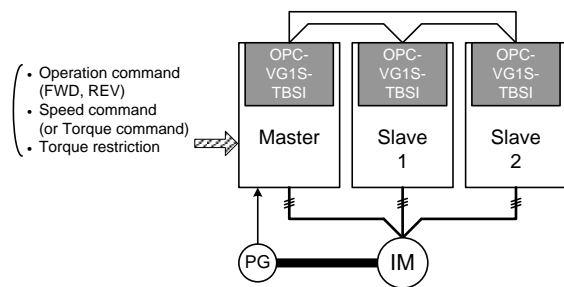 OPC-
VG1S-
TBSI
OPC-
VG1S-
TBSI
OPC-
VG1S-
TBSI
• Operation command
(FWD, REV)
• Speed command
(or Torque command)
• Torque restriction
Master
Slave
1
Slave
2
PG
IM